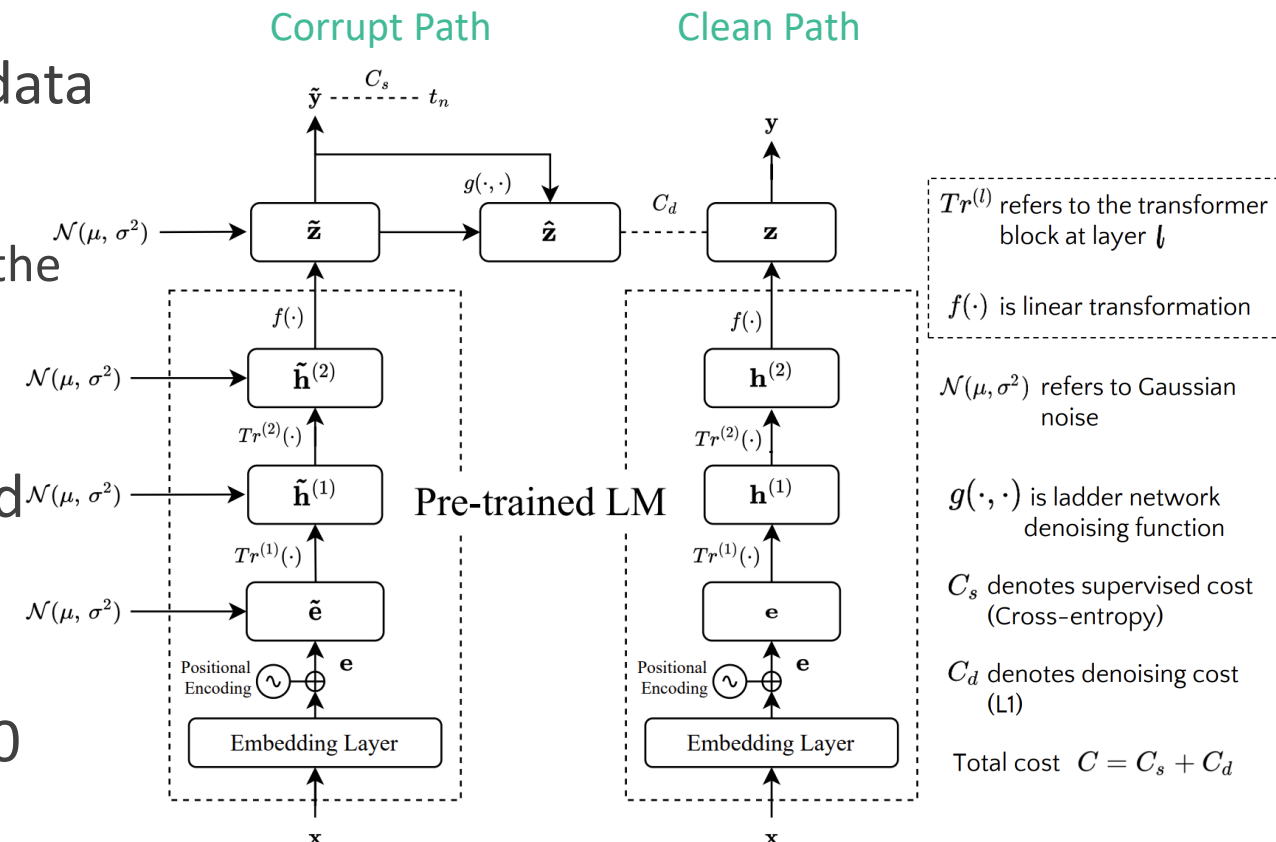 Corrupt Path
Clean Path
data
the
d
0
ỹ
C_s
t_n
y
g(·,·)
C_d
𝒩(μ, σ²)
z̃
ẑ
z
f(·)
f(·)
𝒩(μ, σ²)
h̃⁽²⁾
h⁽²⁾
Tr⁽²⁾(·)
Tr⁽²⁾(·)
𝒩(μ, σ²)
h̃⁽¹⁾
Pre-trained LM
h⁽¹⁾
Tr⁽¹⁾(·)
Tr⁽¹⁾(·)
𝒩(μ, σ²)
ẽ
e
Positional
Encoding
e
Positional
Encoding
e
Embedding Layer
Embedding Layer
x
x
Tr⁽ˡ⁾ refers to the transformer
block at layer l
f(·) is linear transformation
𝒩(μ, σ²) refers to Gaussian
noise
g(·,·) is ladder network
denoising function
C_s denotes supervised cost
(Cross-entropy)
C_d denotes denoising cost
(L1)
Total cost C = C_s + C_d